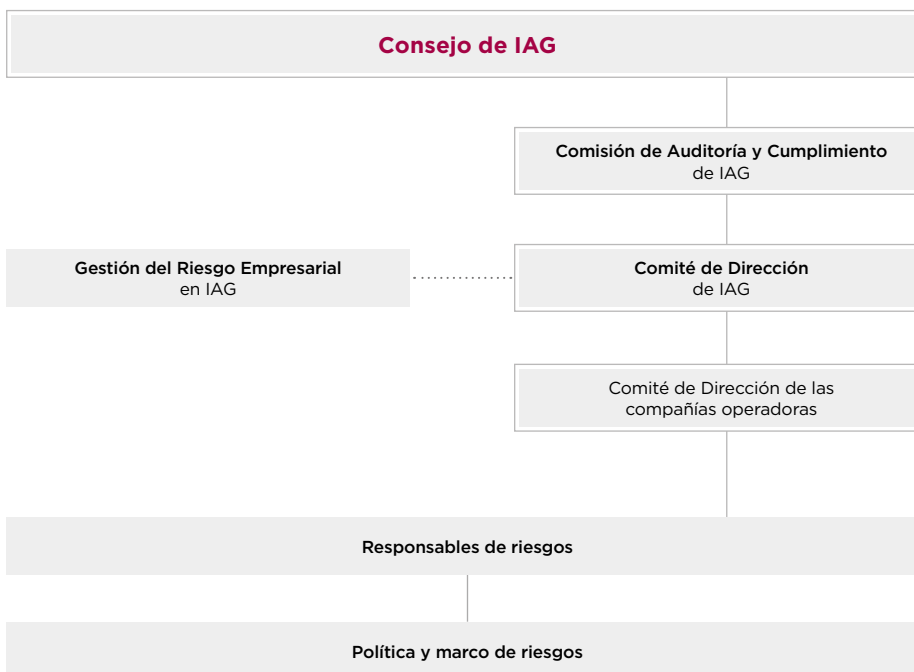 Consejo de IAG
Comisión de Auditoría y Cumplimiento
de IAG
Gestión del Riesgo Empresarial
en IAG
Comité de Dirección
de IAG
Comité de Dirección de las
compañías operadoras
Responsables de riesgos
Política y marco de riesgos